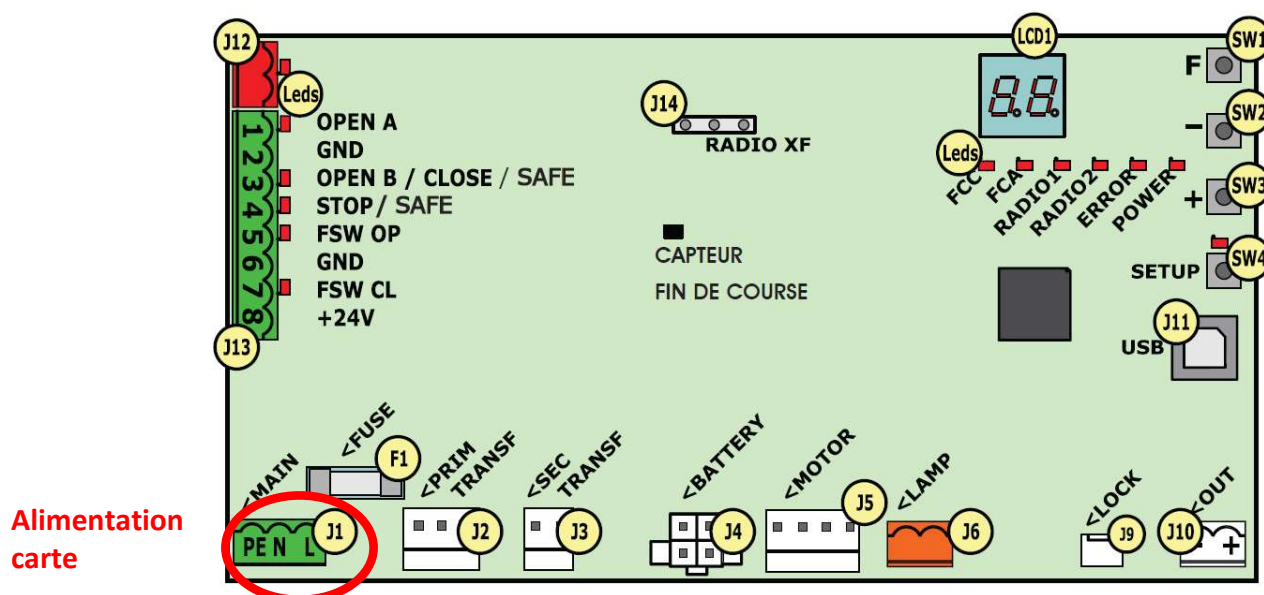 J12
Leds
1 OPEN A
2 GND
3 OPEN B / CLOSE / SAFE
4 STOP / SAFE
5 FSW OP
6 GND
7 FSW CL
8 +24V
J13
J14
RADIO XF
CAPTEUR
FIN DE COURSE
LCD1
8.8.
Leds
FCC
FCA
RADIO1
RADIO2
ERROR
POWER
F SW1
- SW2
+ SW3
SETUP SW4
J11
USB
Alimentation
carte
<MAIN
PE N L J1
<FUSE
F1
<PRIM
TRANSF
J2
<SEC
TRANSF
J3
<BATTERY
J4
<MOTOR
J5
<LAMP
J6
<LOCK
J9
<OUT
J10
- +